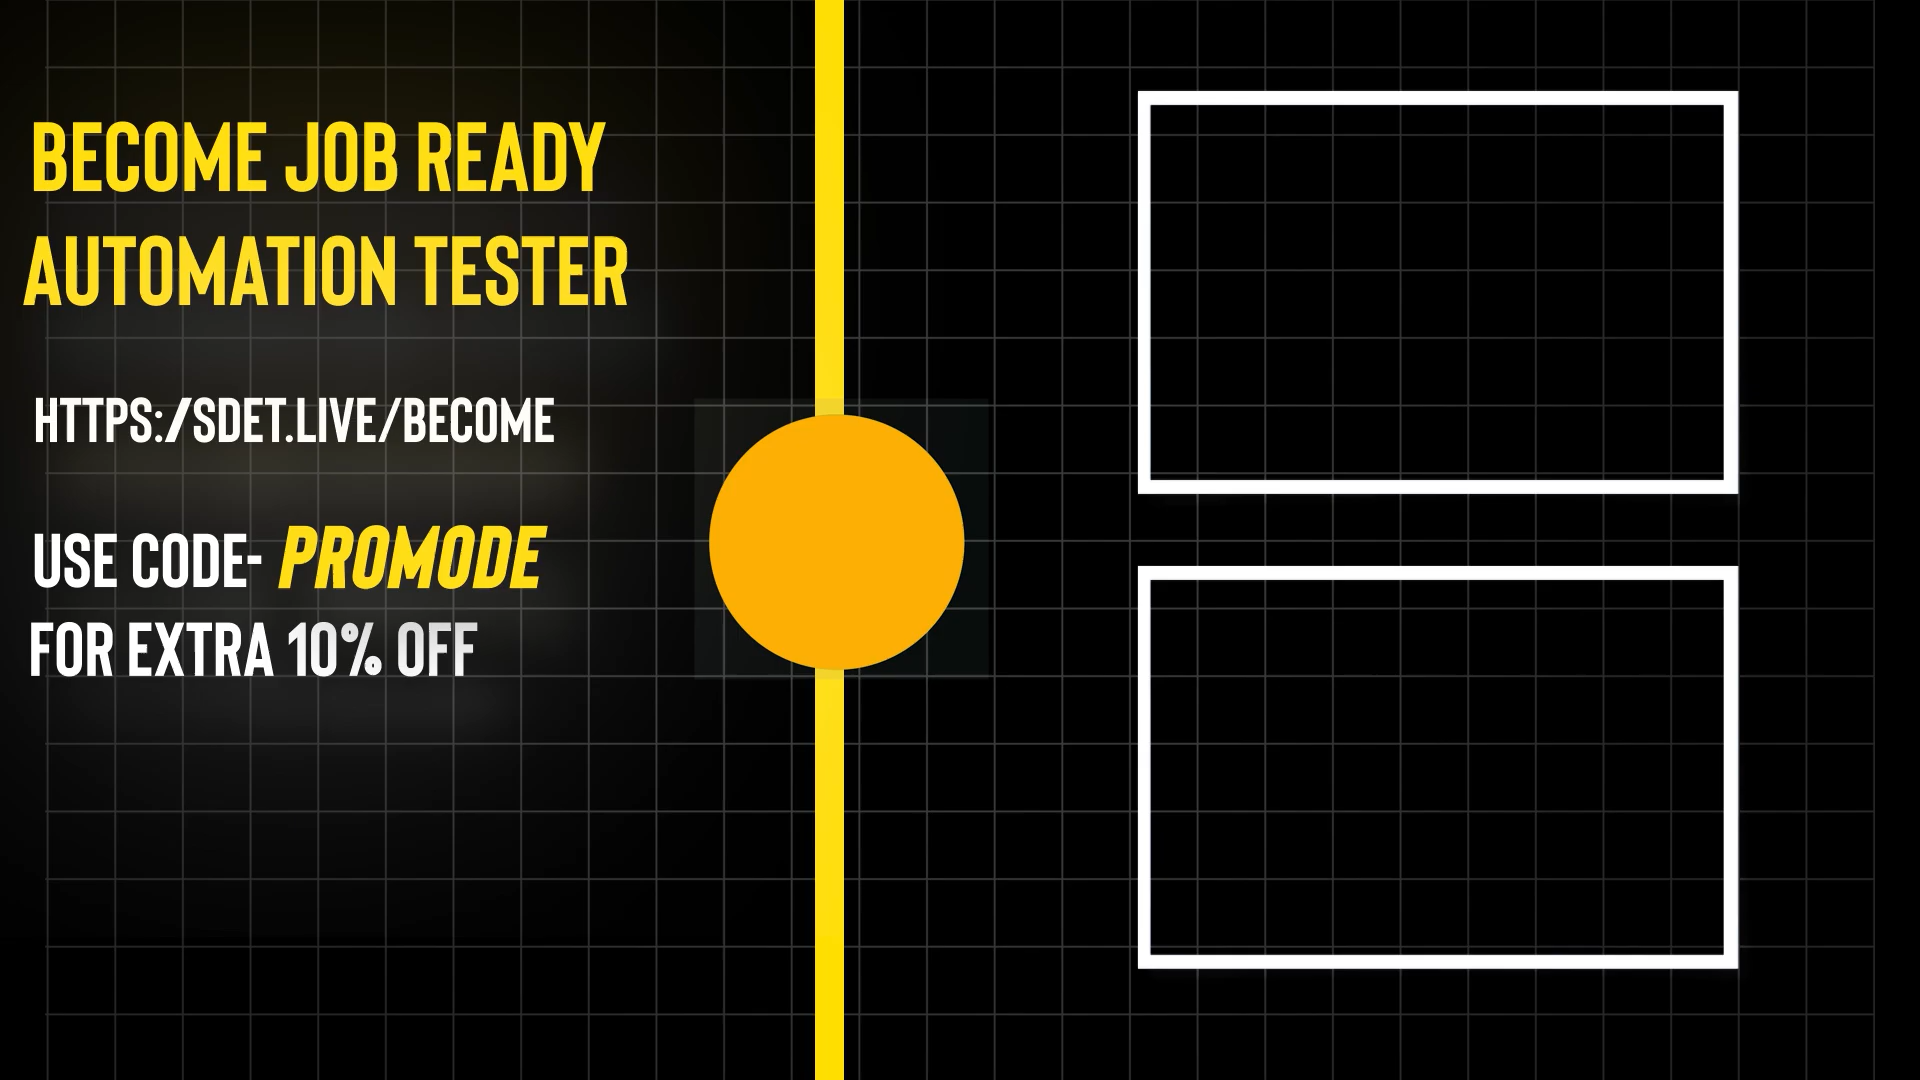 BECOME JOB READY
AUTOMATION TESTER
HTTPS://SDET.LIVE/BECOME
USE CODE- PROMODE
FOR EXTRA 10% OFF